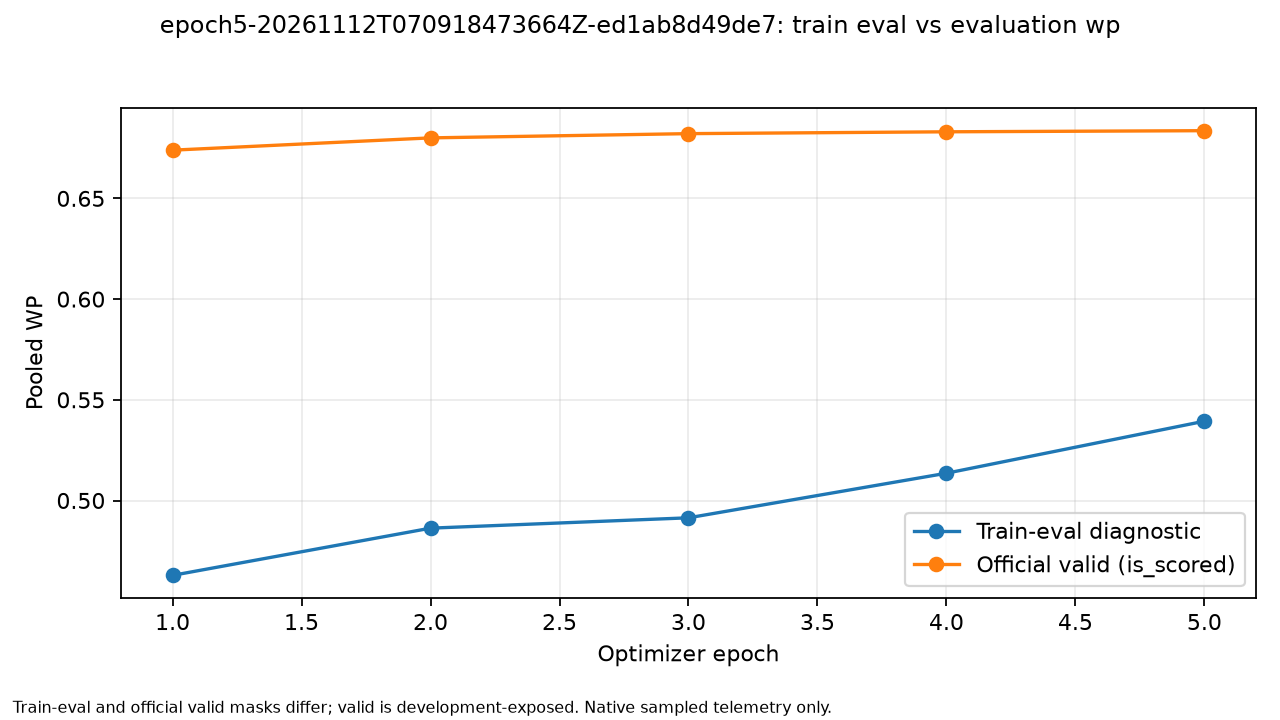 epoch5-20261112T070918473664Z-ed1ab8d49de7: train eval vs evaluation wp
Pooled WP
0.65
0.60
0.55
0.50
Train-eval diagnostic
Official valid (is_scored)
1.0 1.5 2.0 2.5 3.0 3.5 4.0 4.5 5.0
Optimizer epoch
Train-eval and official valid masks differ; valid is development-exposed. Native sampled telemetry only.